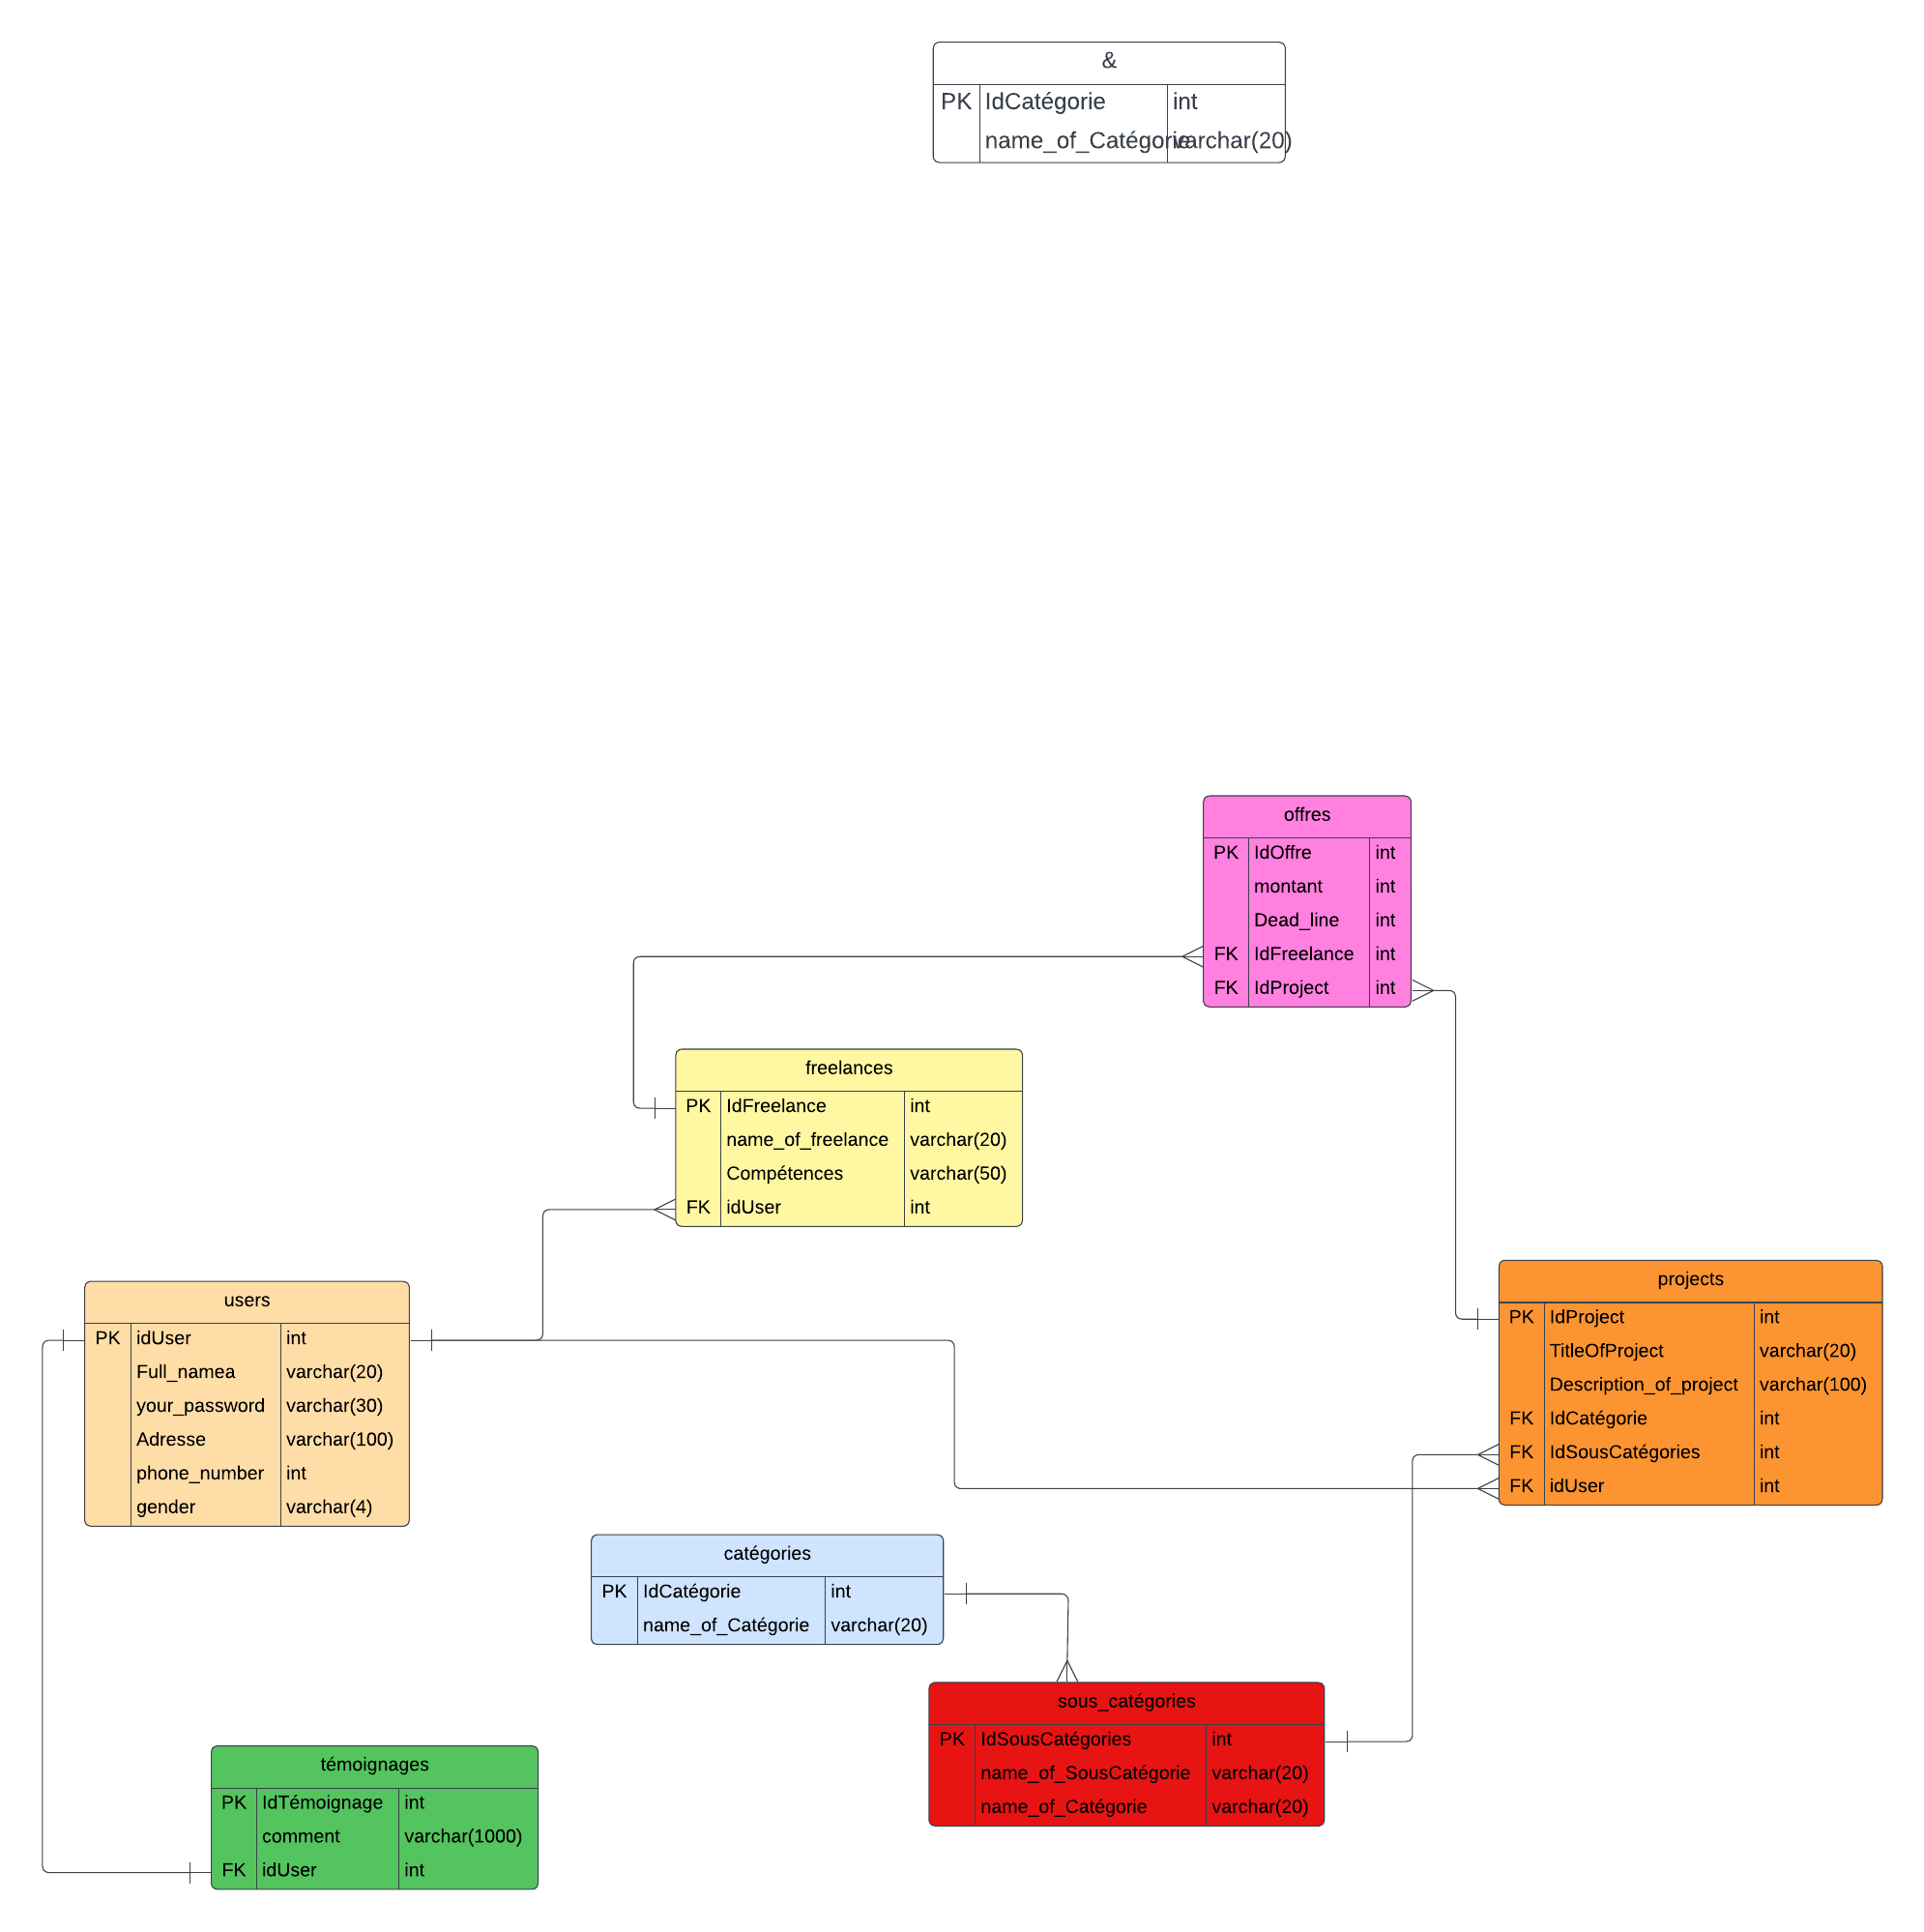 &
PK IdCatégorie int
name_of_Catégorie varchar(20)
offres
PK IdOffre int
montant int
Dead_line int
FK IdFreelance int
FK IdProject int
freelances
PK IdFreelance int
name_of_freelance varchar(20)
Compétences varchar(50)
FK idUser int
projects
PK IdProject int
TitleOfProject varchar(20)
Description_of_project varchar(100)
FK IdCatégorie int
FK IdSousCatégories int
FK idUser int
users
PK idUser int
Full_namea varchar(20)
your_password varchar(30)
Adresse varchar(100)
phone_number int
gender varchar(4)
catégories
PK IdCatégorie int
name_of_Catégorie varchar(20)
sous_catégories
PK IdSousCatégories int
name_of_SousCatégorie varchar(20)
name_of_Catégorie varchar(20)
témoignages
PK IdTémoignage int
comment varchar(1000)
FK idUser int